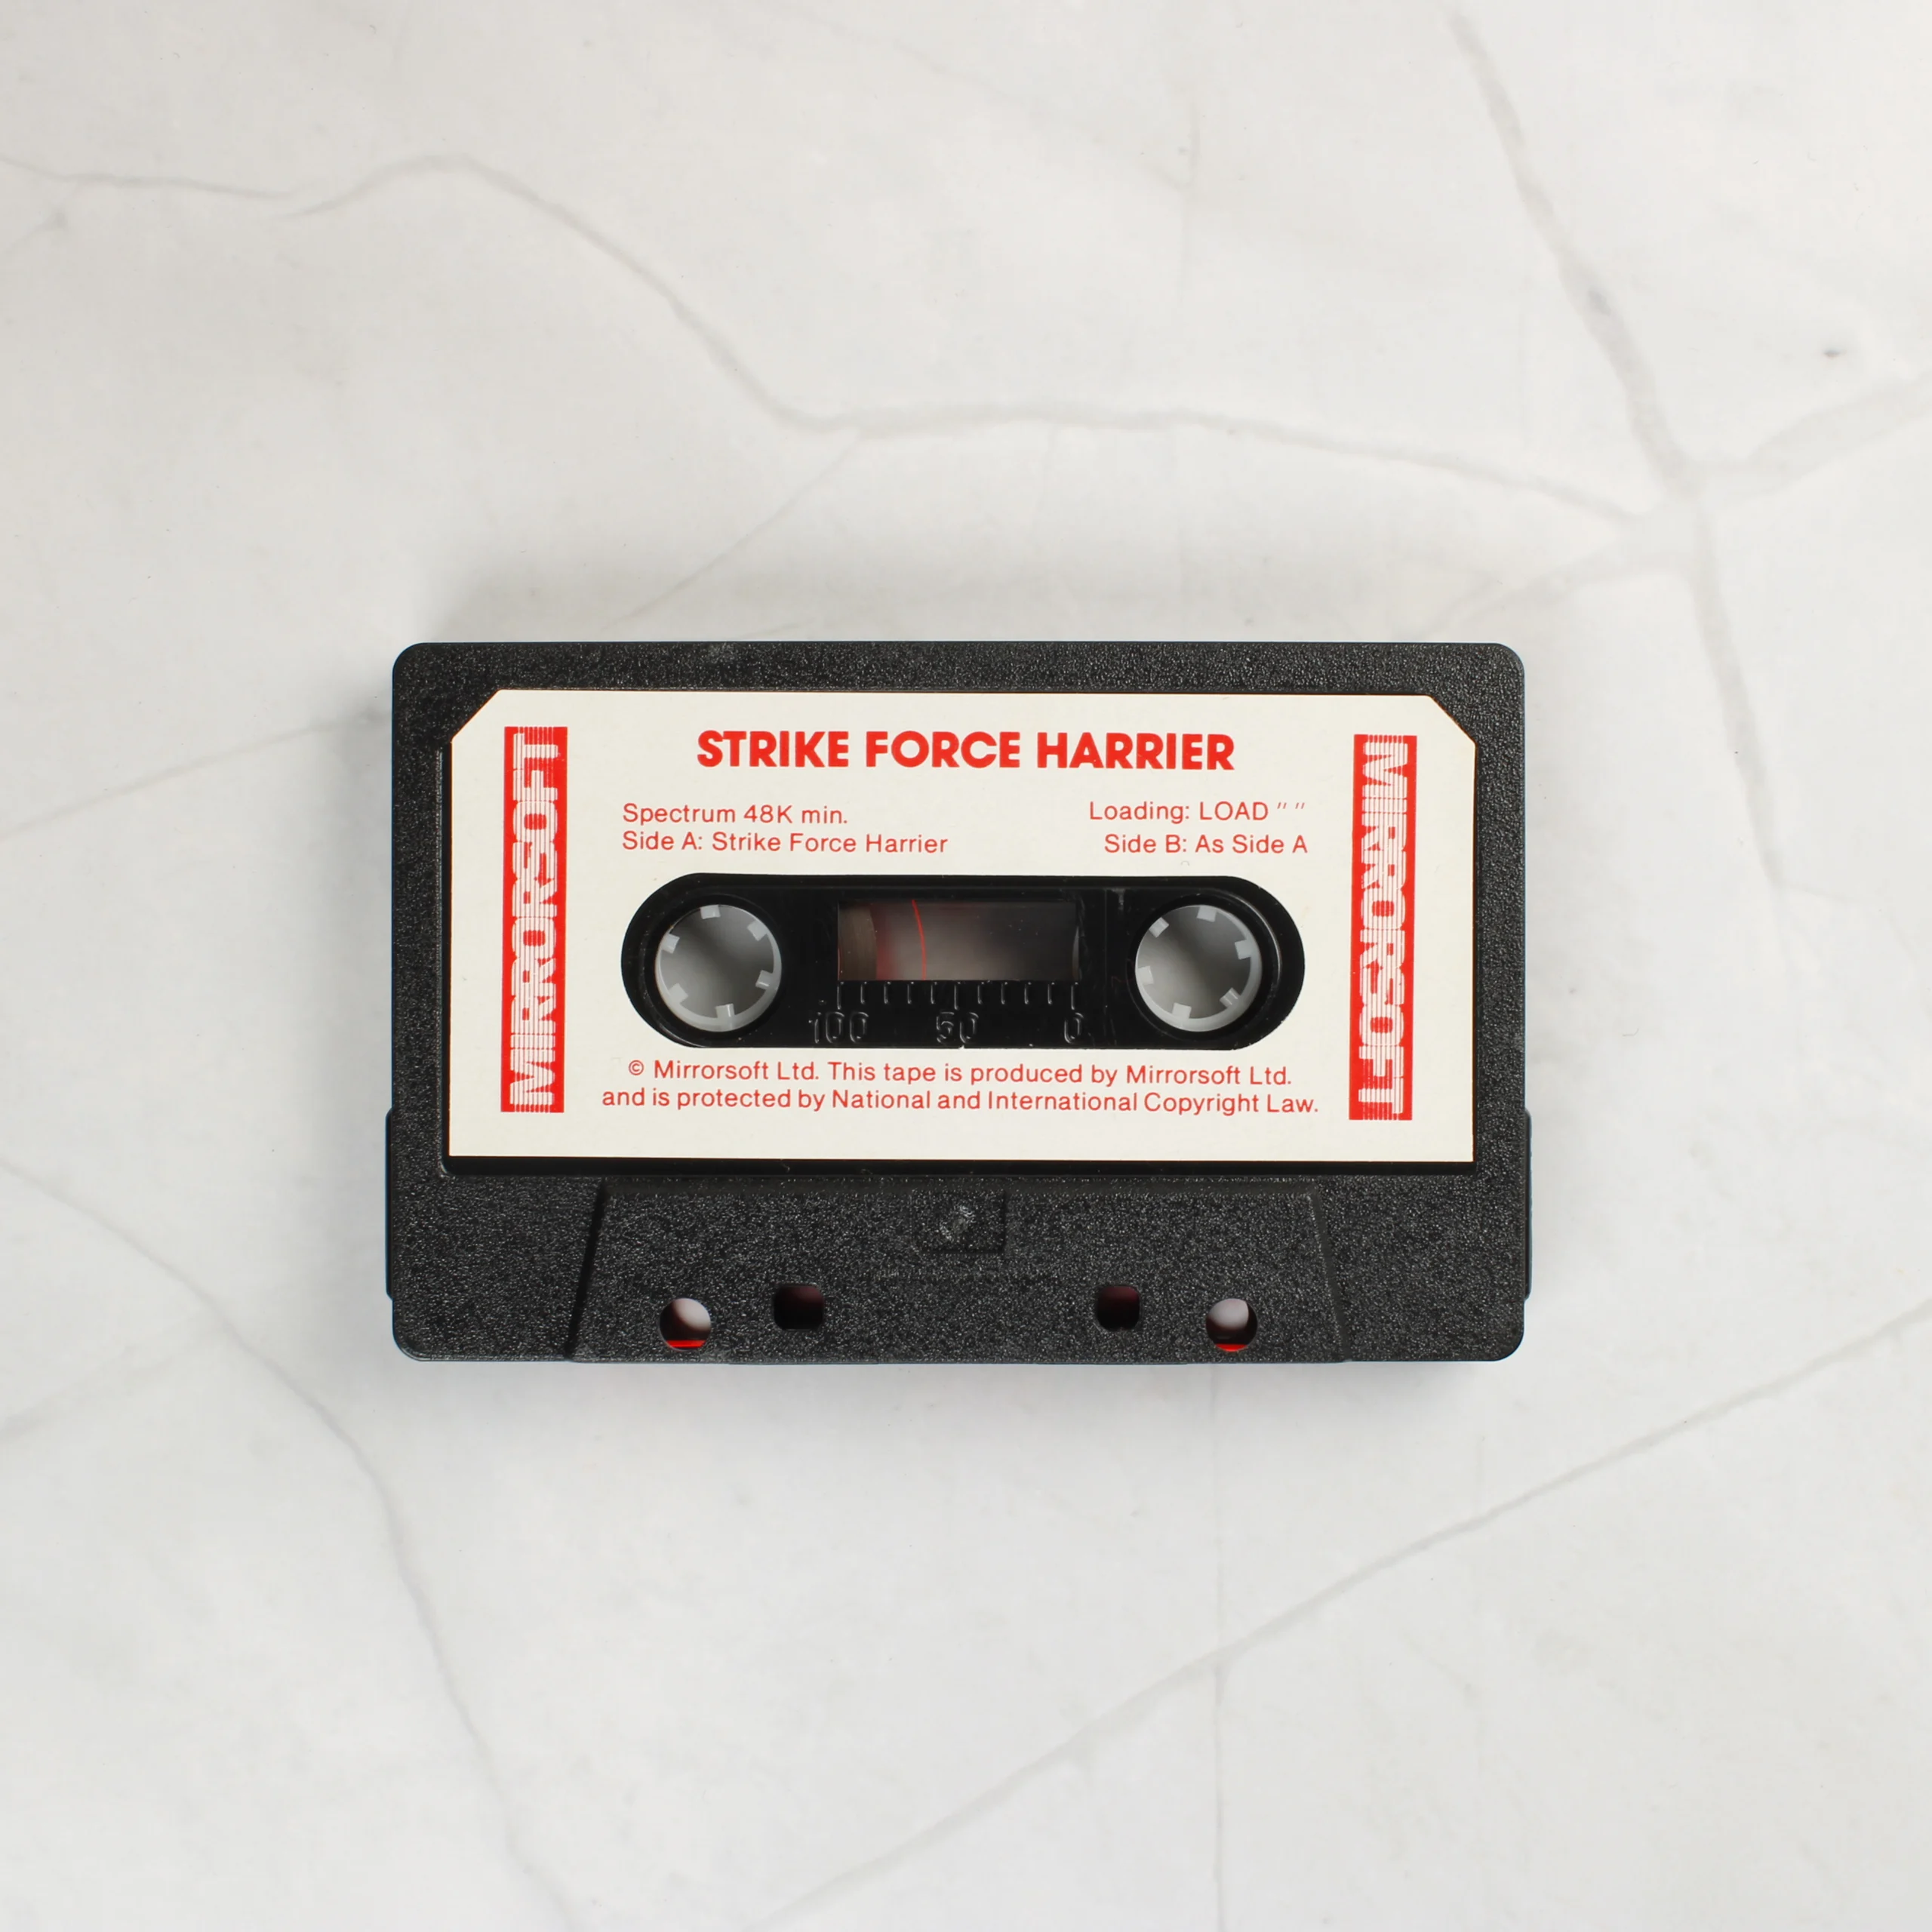 STRIKE FORCE HARRIER
Spectrum 48K min.
Side A: Strike Force Harrier
Loading: LOAD " "
Side B: As Side A
MIRRORSOFT
MIRRORSOFT
100 50 0
© Mirrorsoft Ltd. This tape is produced by Mirrorsoft Ltd.
and is protected by National and International Copyright Law.